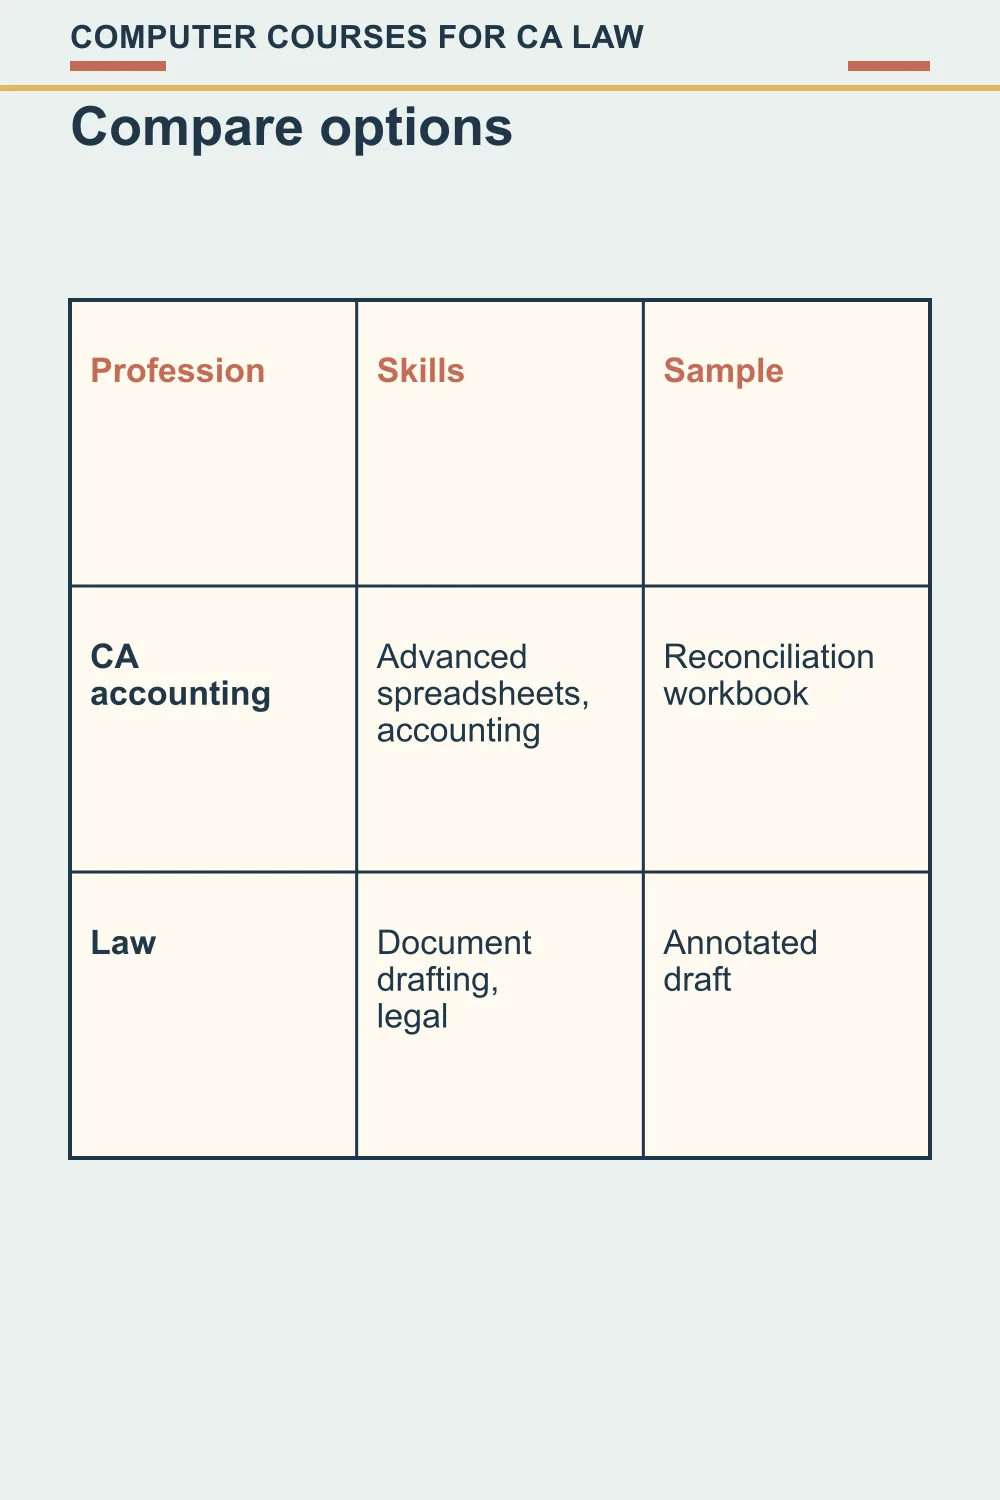 COMPUTER COURSES FOR CA LAW
Compare options
Profession
Skills
Sample
CA
accounting
Advanced
spreadsheets,
accounting
Reconciliation
workbook
Law
Document
drafting,
legal
Annotated
draft